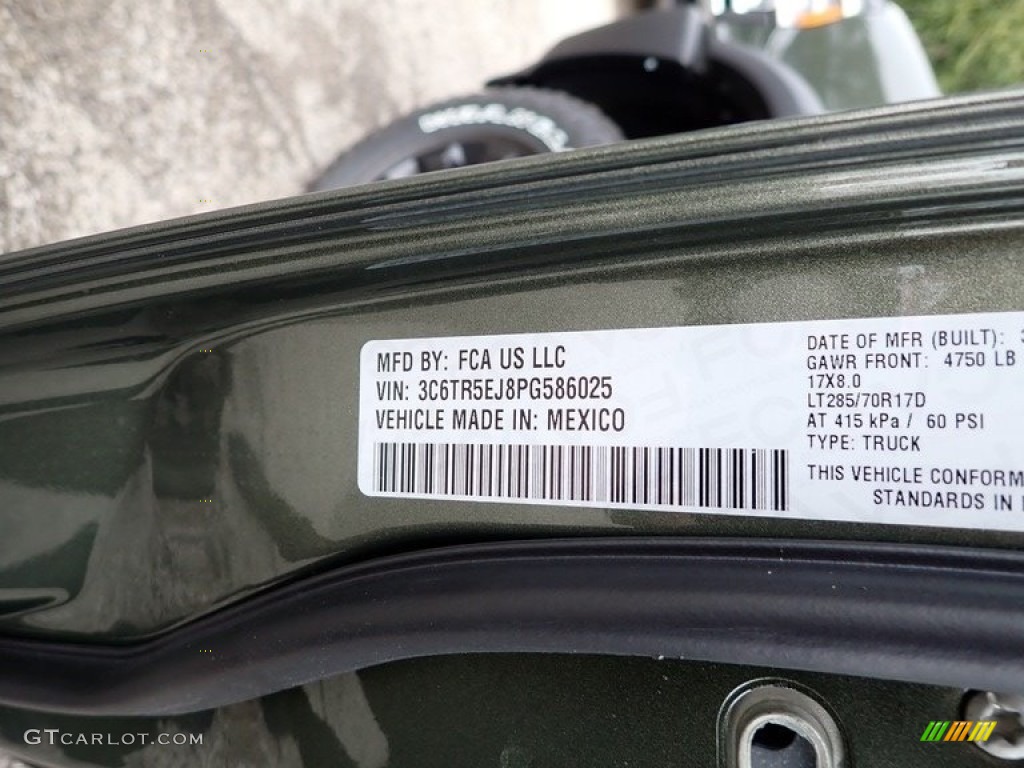 MFD BY: FCA US LLC
VIN: 3C6TR5EJ8PG586025
VEHICLE MADE IN: MEXICO
DATE OF MFR (BUILT): 3
GAWR FRONT: 4750 LB
17X8.0
LT285/70R17D
AT 415 kPa / 60 PSI
TYPE: TRUCK
THIS VEHICLE CONFORM
STANDARDS IN
GTCARLOT.COM